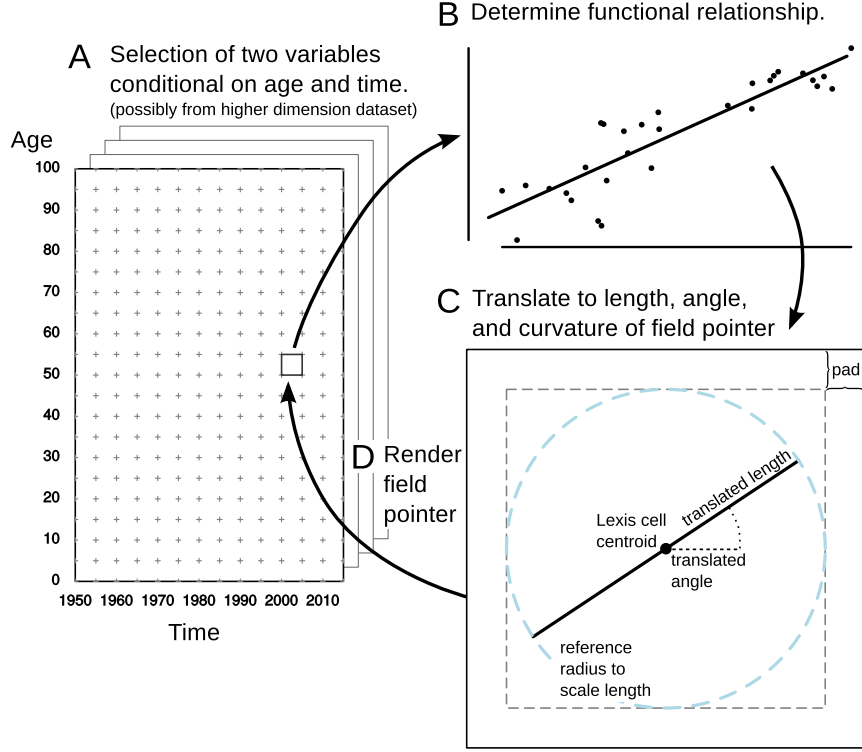 A
Selection of two variables
conditional on age and time.
(possibly from higher dimension dataset)
B
Determine functional relationship.
Age
100
90
80
70
60
50
40
30
20
10
0
1950 1960 1970 1980 1990 2000 2010
Time
C
Translate to length, angle,
and curvature of field pointer
pad
translated length
Lexis cell
centroid
translated
angle
reference
radius to
scale length
D
Render
field
pointer